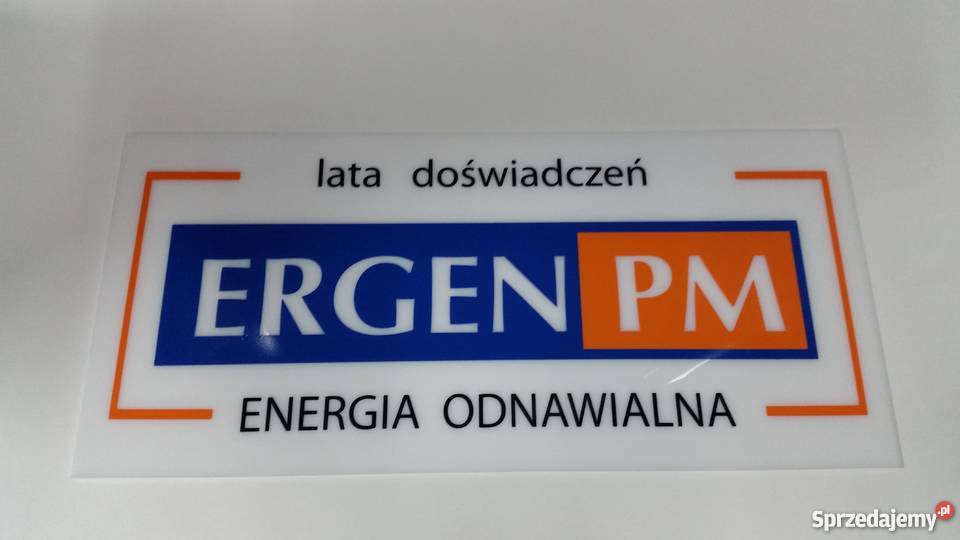 lata doświadczeń
ERGEN PM
ENERGIA ODNAWIALNA
Sprzedajemy.pl